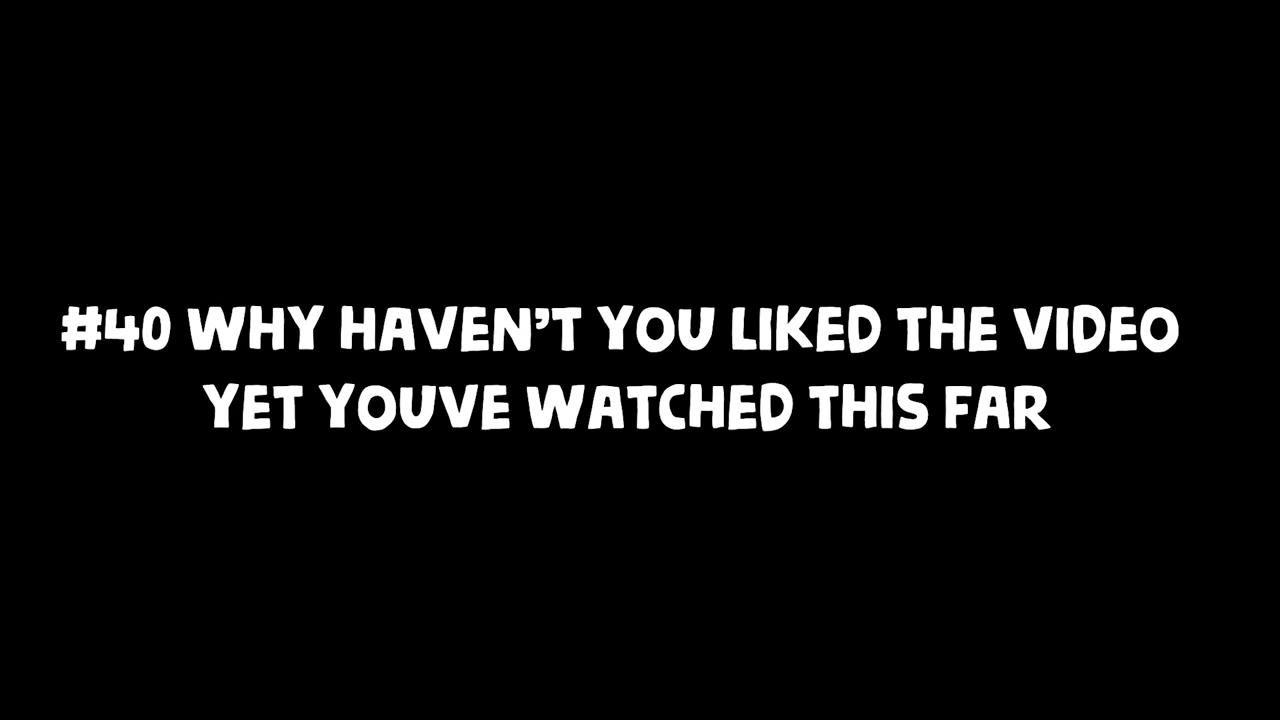 #40 WHY HAVEN'T YOU LIKED THE VIDEO
YET YOUVE WATCHED THIS FAR